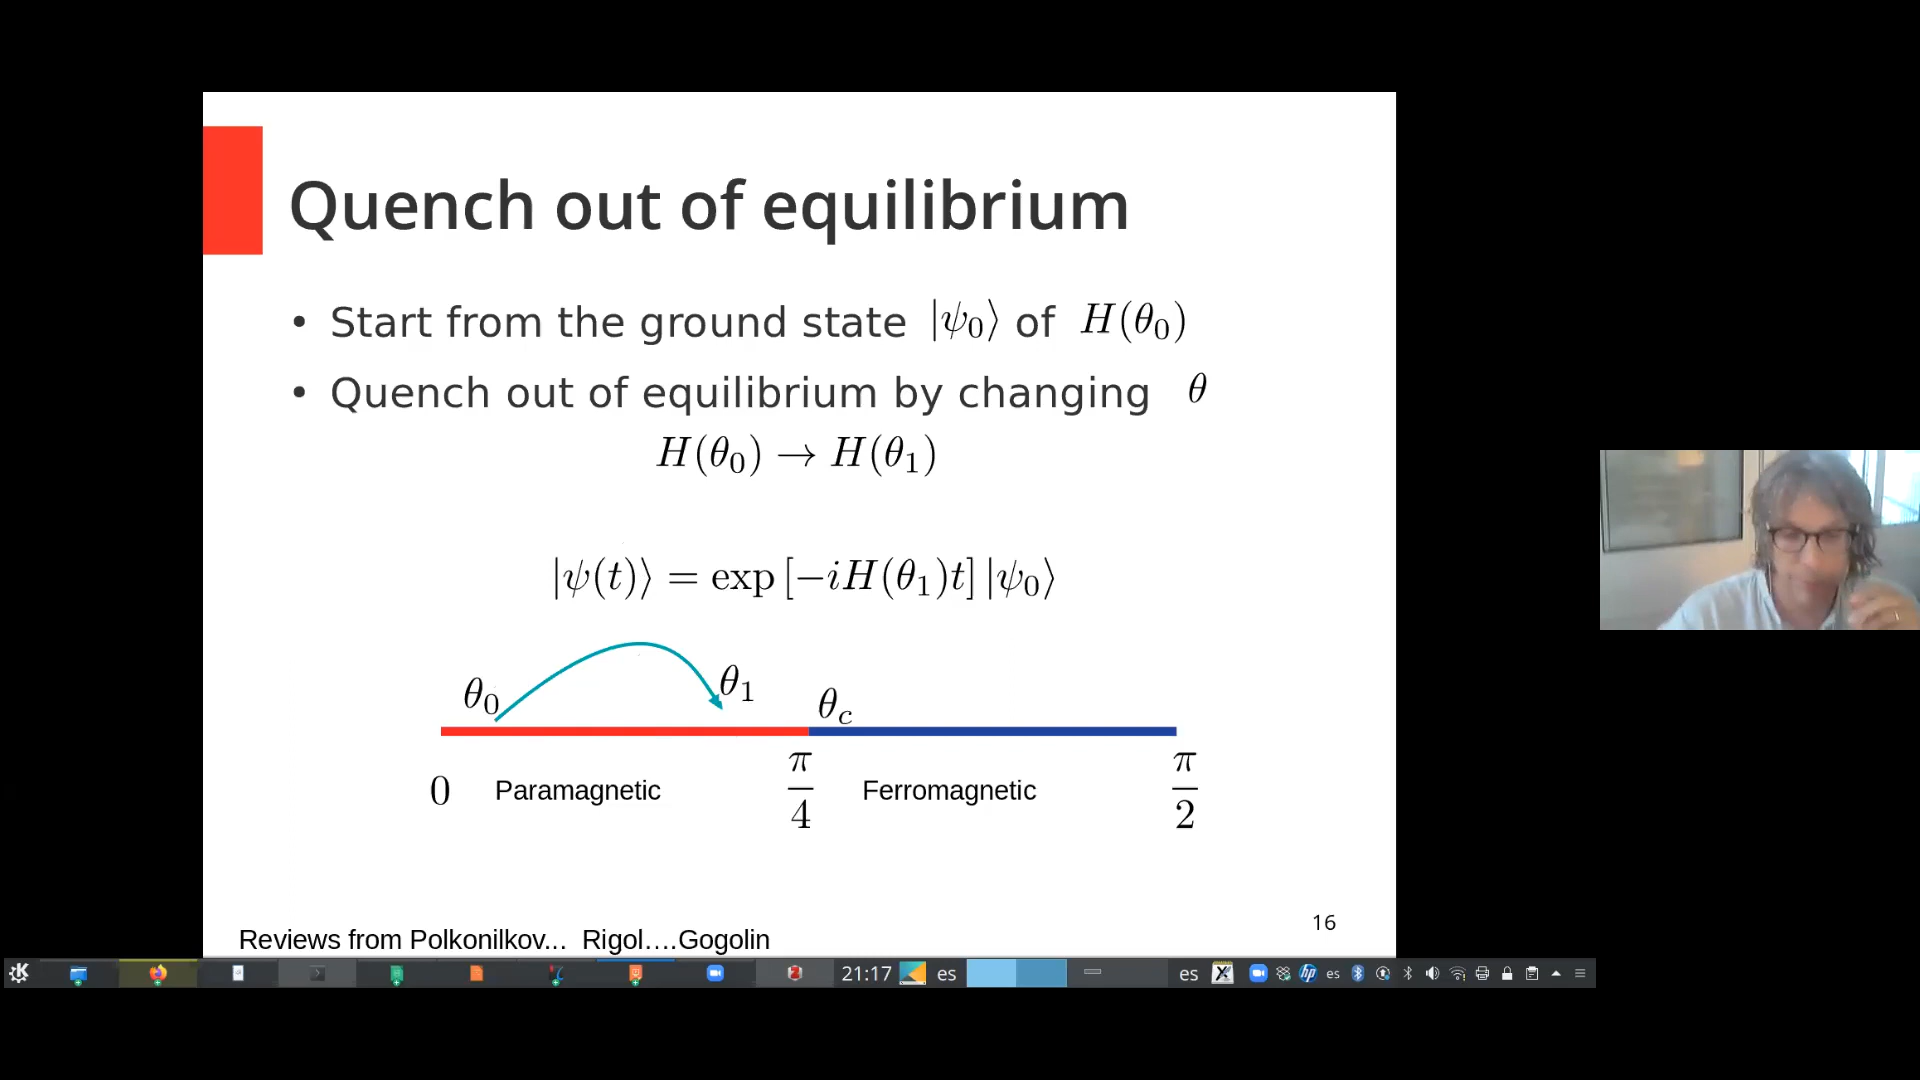 Quench out of equilibrium
• Start from the ground state |ψ₀⟩ of H(θ₀)
• Quench out of equilibrium by changing θ
H(θ₀) → H(θ₁)
|ψ(t)⟩ = exp [−iH(θ₁)t] |ψ₀⟩
θ₀ θ₁ θ_c
0 Paramagnetic π/4 Ferromagnetic π/2
16
Reviews from Polkonilkov... Rigol....Gogolin
21:17 es es hp es